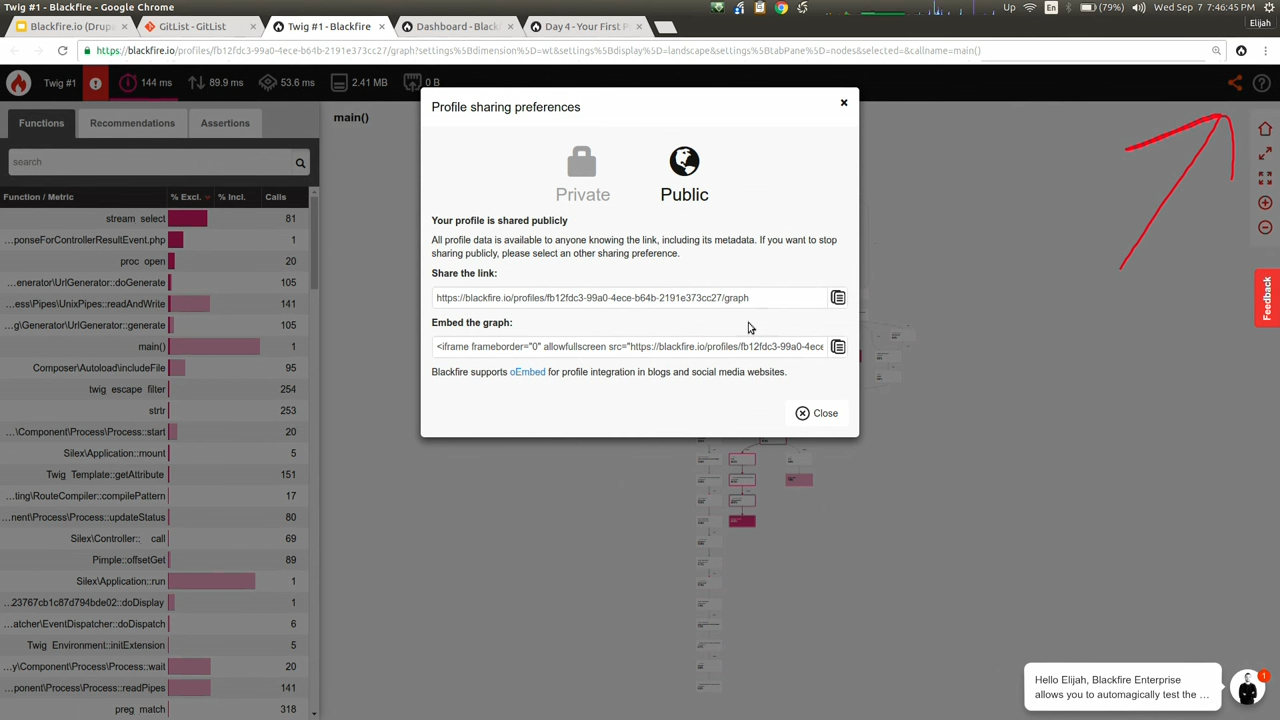 Twig #1 - Blackfire - Google Chrome
En
(79%)
Wed Sep 7 7:46:45 PM
Blackfire.io (Drupa
GitList - GitList
Twig #1 - Blackfire
Dashboard - Blackf
Day 4 - Your First P
Elijah
https://blackfire.io/profiles/fb12fdc3-99a0-4ece-b64b-2191e373cc27/graph?settings%5Bdimension%5D=wt&settings%5Bdisplay%5D=landscape&settings%5BtabPane%5D=nodes&selected=&callname=main()
Twig #1
144 ms
89.9 ms
53.6 ms
2.41 MB
0 B
Functions
Recommendations
Assertions
main()
search
Function / Metric
% Excl.
% Incl.
Calls
stream_select 81
...ponseForControllerResultEvent.php 1
proc_open 20
...enerator/UrlGenerator::doGenerate 105
...ess\Pipes\UnixPipes::readAndWrite 141
...g\Generator\UrlGenerator::generate 105
main() 1
Composer\Autoload\includeFile 95
twig_escape_filter 254
strtr 253
...\Component\Process\Process::start 20
Silex\Application::mount 5
Twig_Template::getAttribute 151
...ting\RouteCompiler::compilePattern 17
...nent\Process\Process::updateStatus 80
Silex\Controller::__call 69
Pimple::offsetGet 89
Silex\Application::run 1
...23767cb1c87d794bde02::doDisplay 1
...atcher\EventDispatcher::doDispatch 6
Twig_Environment::initExtension 5
...y\Component\Process\Process::wait 20
...ponent\Process\Process::readPipes 141
preg_match 318
Profile sharing preferences
×
Private
Public
Your profile is shared publicly
All profile data is available to anyone knowing the link, including its metadata. If you want to stop
sharing publicly, please select an other sharing preference.
Share the link:
https://blackfire.io/profiles/fb12fdc3-99a0-4ece-b64b-2191e373cc27/graph
Embed the graph:
<iframe frameborder="0" allowfullscreen src="https://blackfire.io/profiles/fb12fdc3-99a0-4ece
Blackfire supports oEmbed for profile integration in blogs and social media websites.
Close
Feedback
Hello Elijah, Blackfire Enterprise
allows you to automagically test the ...
1